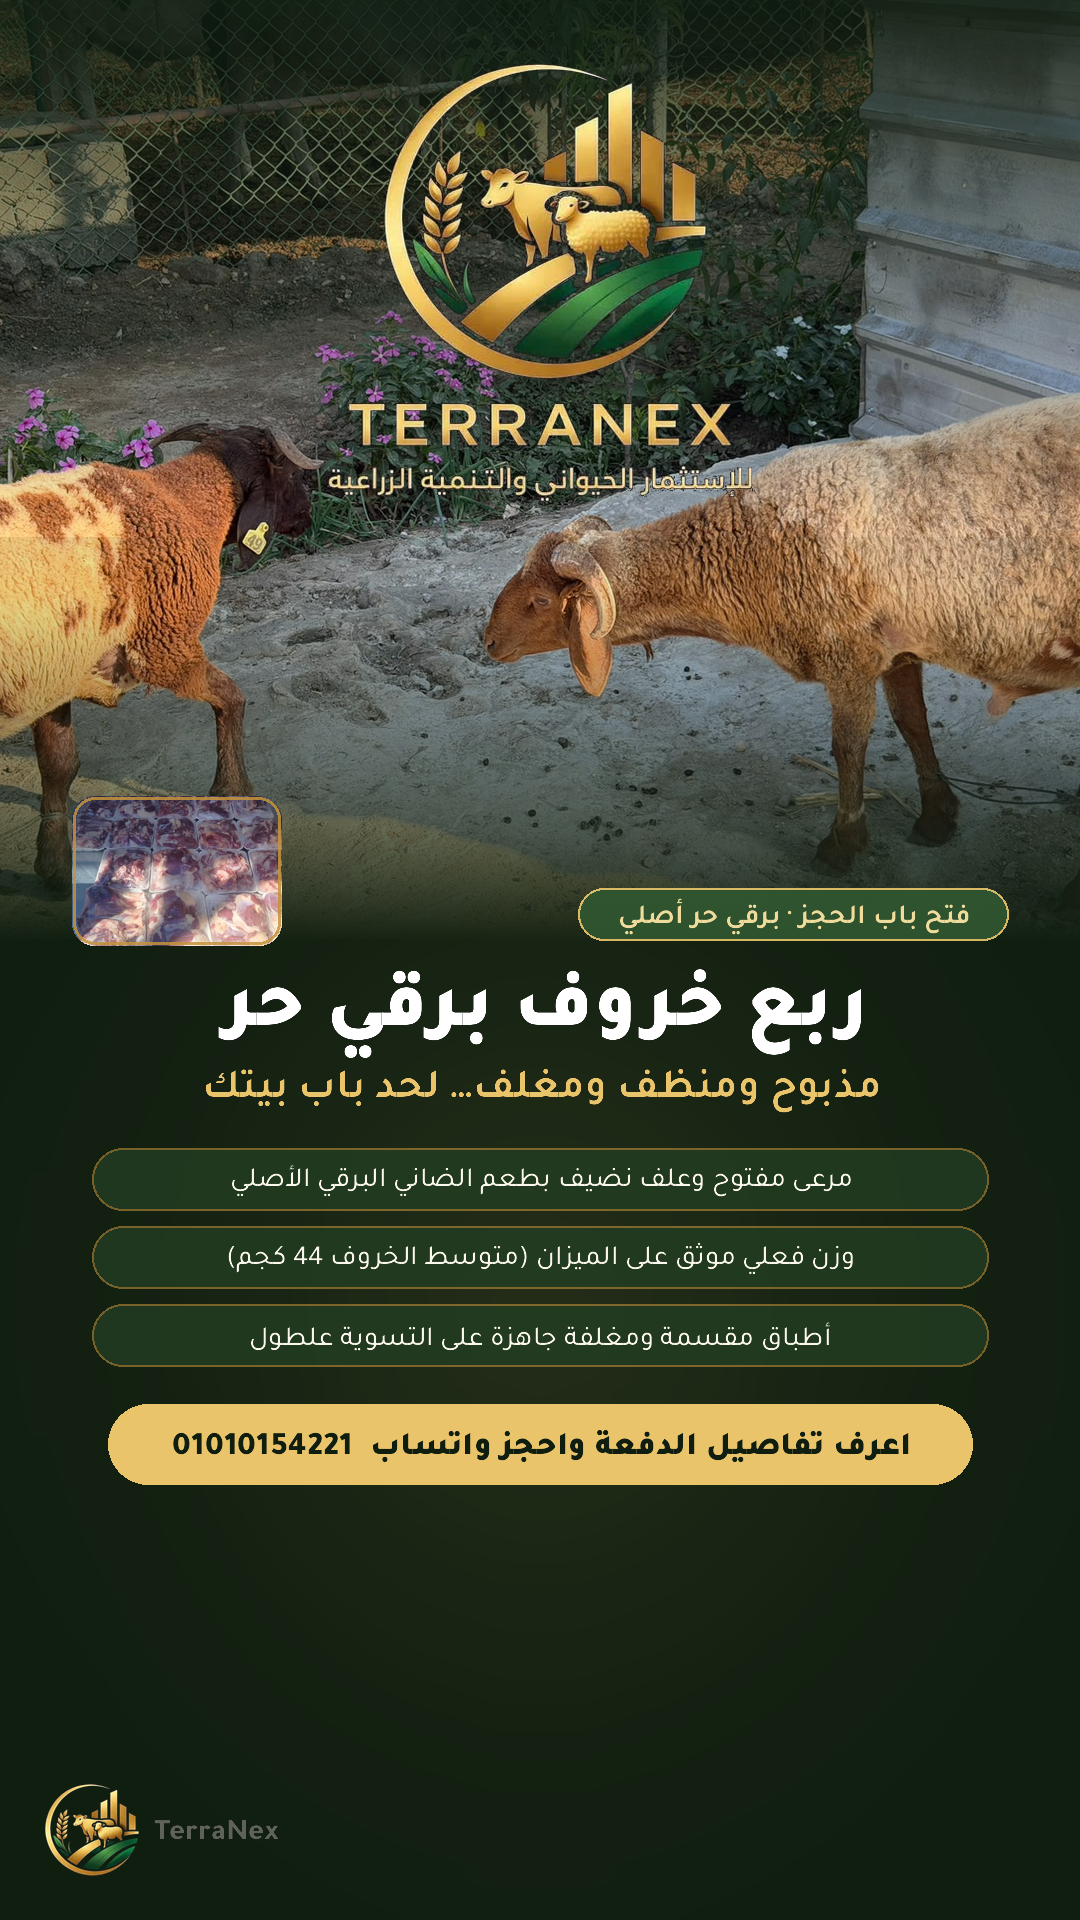 TERRANEX
للإستثمار الحيواني والتنمية الزراعية
49
فتح باب الحجز · برقي حر أصلي
ربع خروف برقي حر
مذبوح ومنظف ومغلف... لحد باب بيتك
مرعى مفتوح وعلف نضيف بطعم الضاني البرقي الأصلي
وزن فعلي موثق على الميزان (متوسط الخروف 44 كجم)
أطباق مقسمة ومغلفة جاهزة على التسوية علطول
اعرف تفاصيل الدفعة واحجز واتساب 01010154221
TerraNex